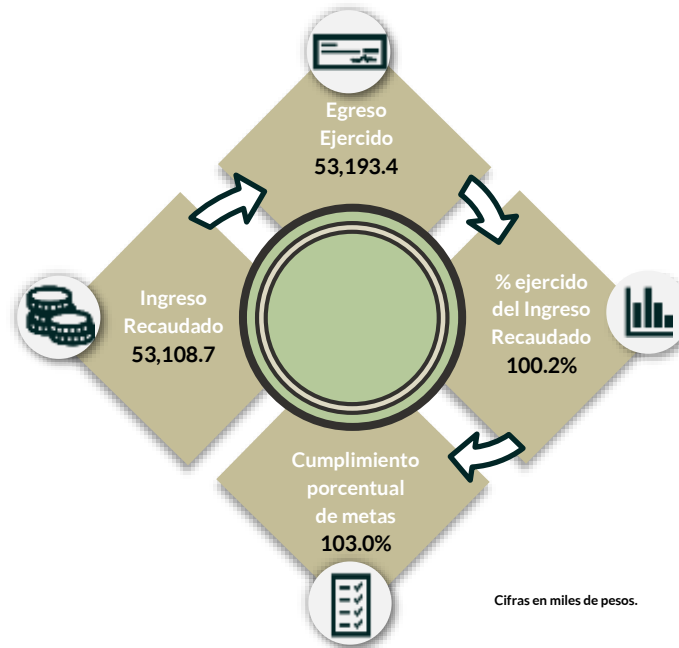 Egreso
Ejercido
53,193.4
Ingreso
Recaudado
53,108.7
% ejercido
del Ingreso
Recaudado
100.2%
Cumplimiento
porcentual
de metas
103.0%
Cifras en miles de pesos.